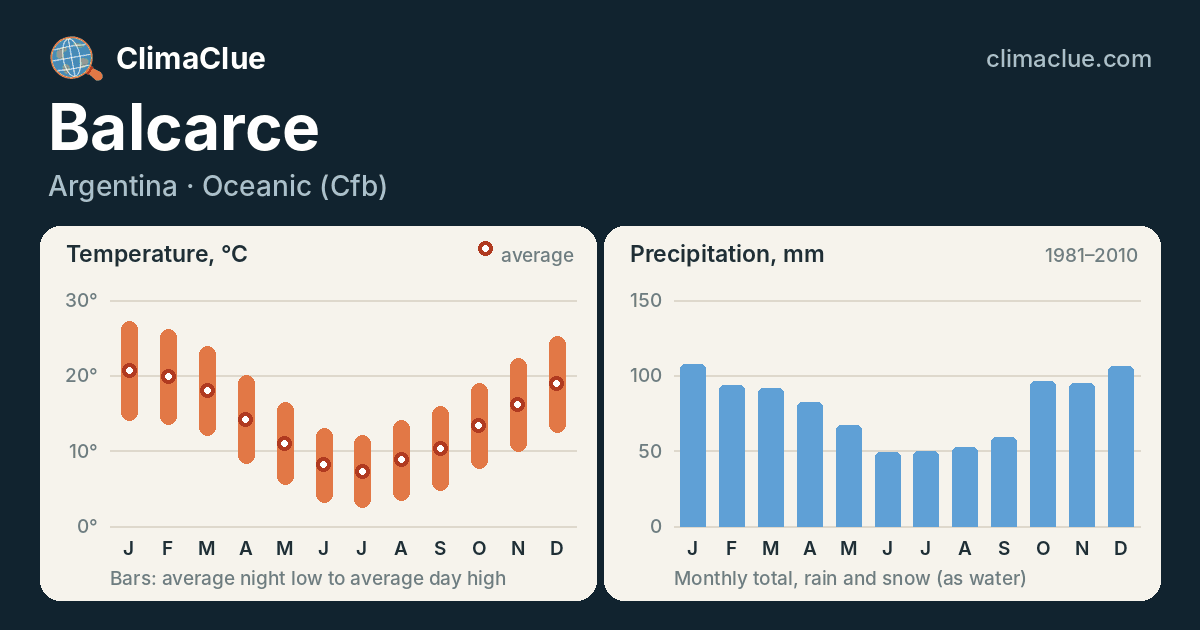 ClimaClue
climaclue.com
Balcarce
Argentina · Oceanic (Cfb)
Temperature, °C
average
30°
20°
10°
0°
J F M A M J J A S O N D
Bars: average night low to average day high
Precipitation, mm
1981–2010
150
100
50
0
J F M A M J J A S O N D
Monthly total, rain and snow (as water)